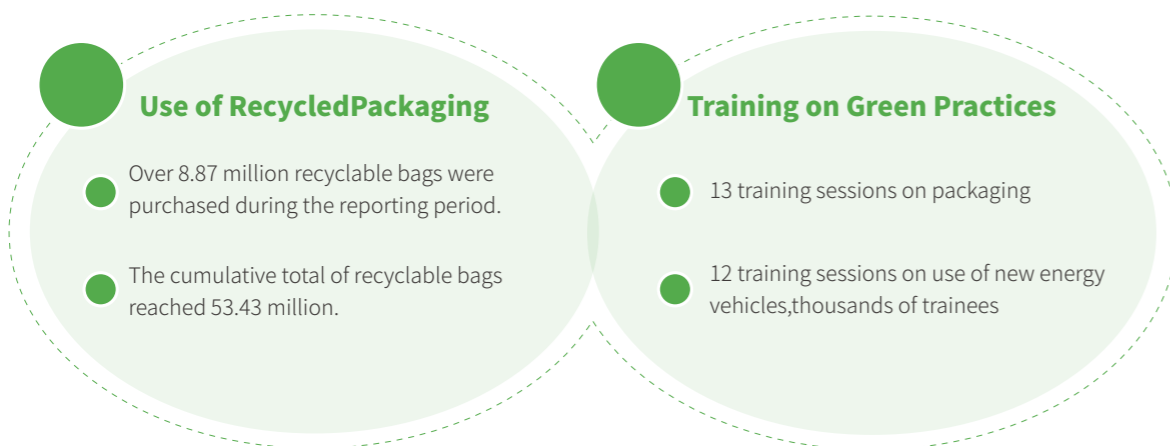 Use of RecycledPackaging
Over 8.87 million recyclable bags were
purchased during the reporting period.
The cumulative total of recyclable bags
reached 53.43 million.
Training on Green Practices
13 training sessions on packaging
12 training sessions on use of new energy
vehicles,thousands of trainees